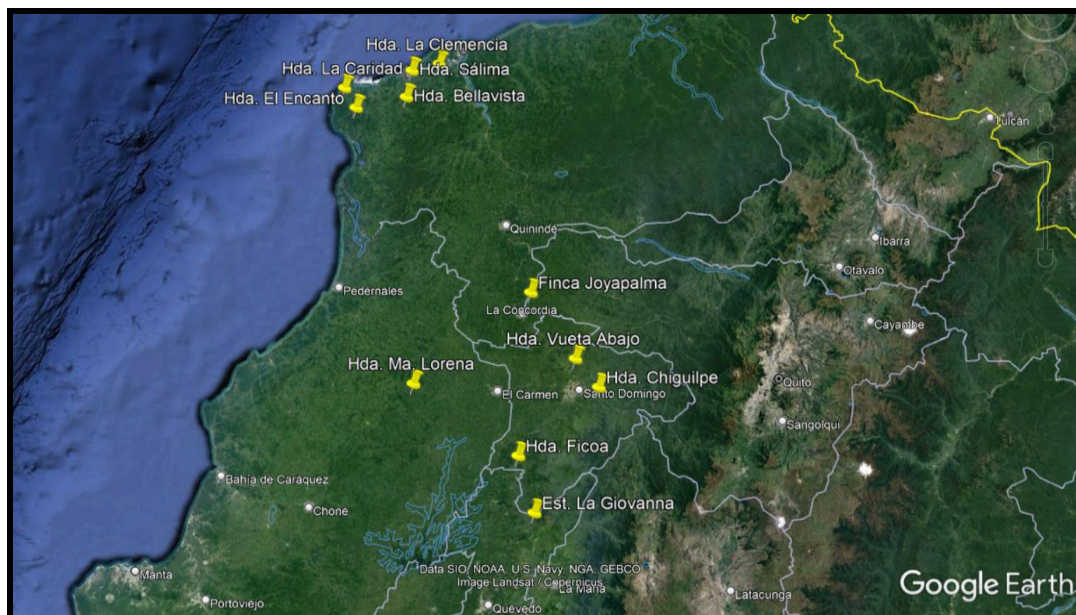 Hda. La Clemencia
Hda. La Caridad
Hda. Sálima
Hda. El Encanto
Hda. Bellavista
Tulcán
Quinindé
Ibarra
Otavalo
Finca Joyapalma
Pedernales
La Concordia
Cayambe
Hda. Vueta Abajo
Hda. Ma. Lorena
Hda. Chiguilpe
Quito
El Carmen
Santo Domingo
Sangolqui
Hda. Ficoa
Bahía de Caráquez
Est. La Giovanna
Chone
Data SIO, NOAA, U.S. Navy, NGA, GEBCO
Manta
Image Landsat / Copernicus
Google Earth
La Maná
Latacunga
Portoviejo
Quevedo